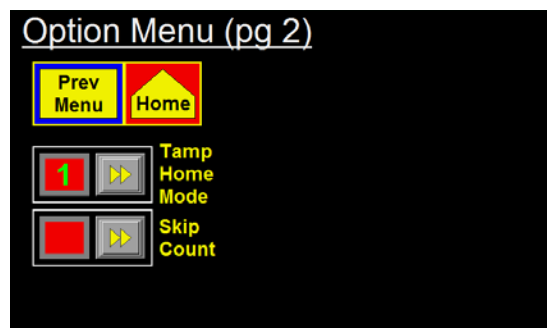 Option Menu (pg 2)
Prev
Menu
Home
1
Tamp
Home
Mode
Skip
Count